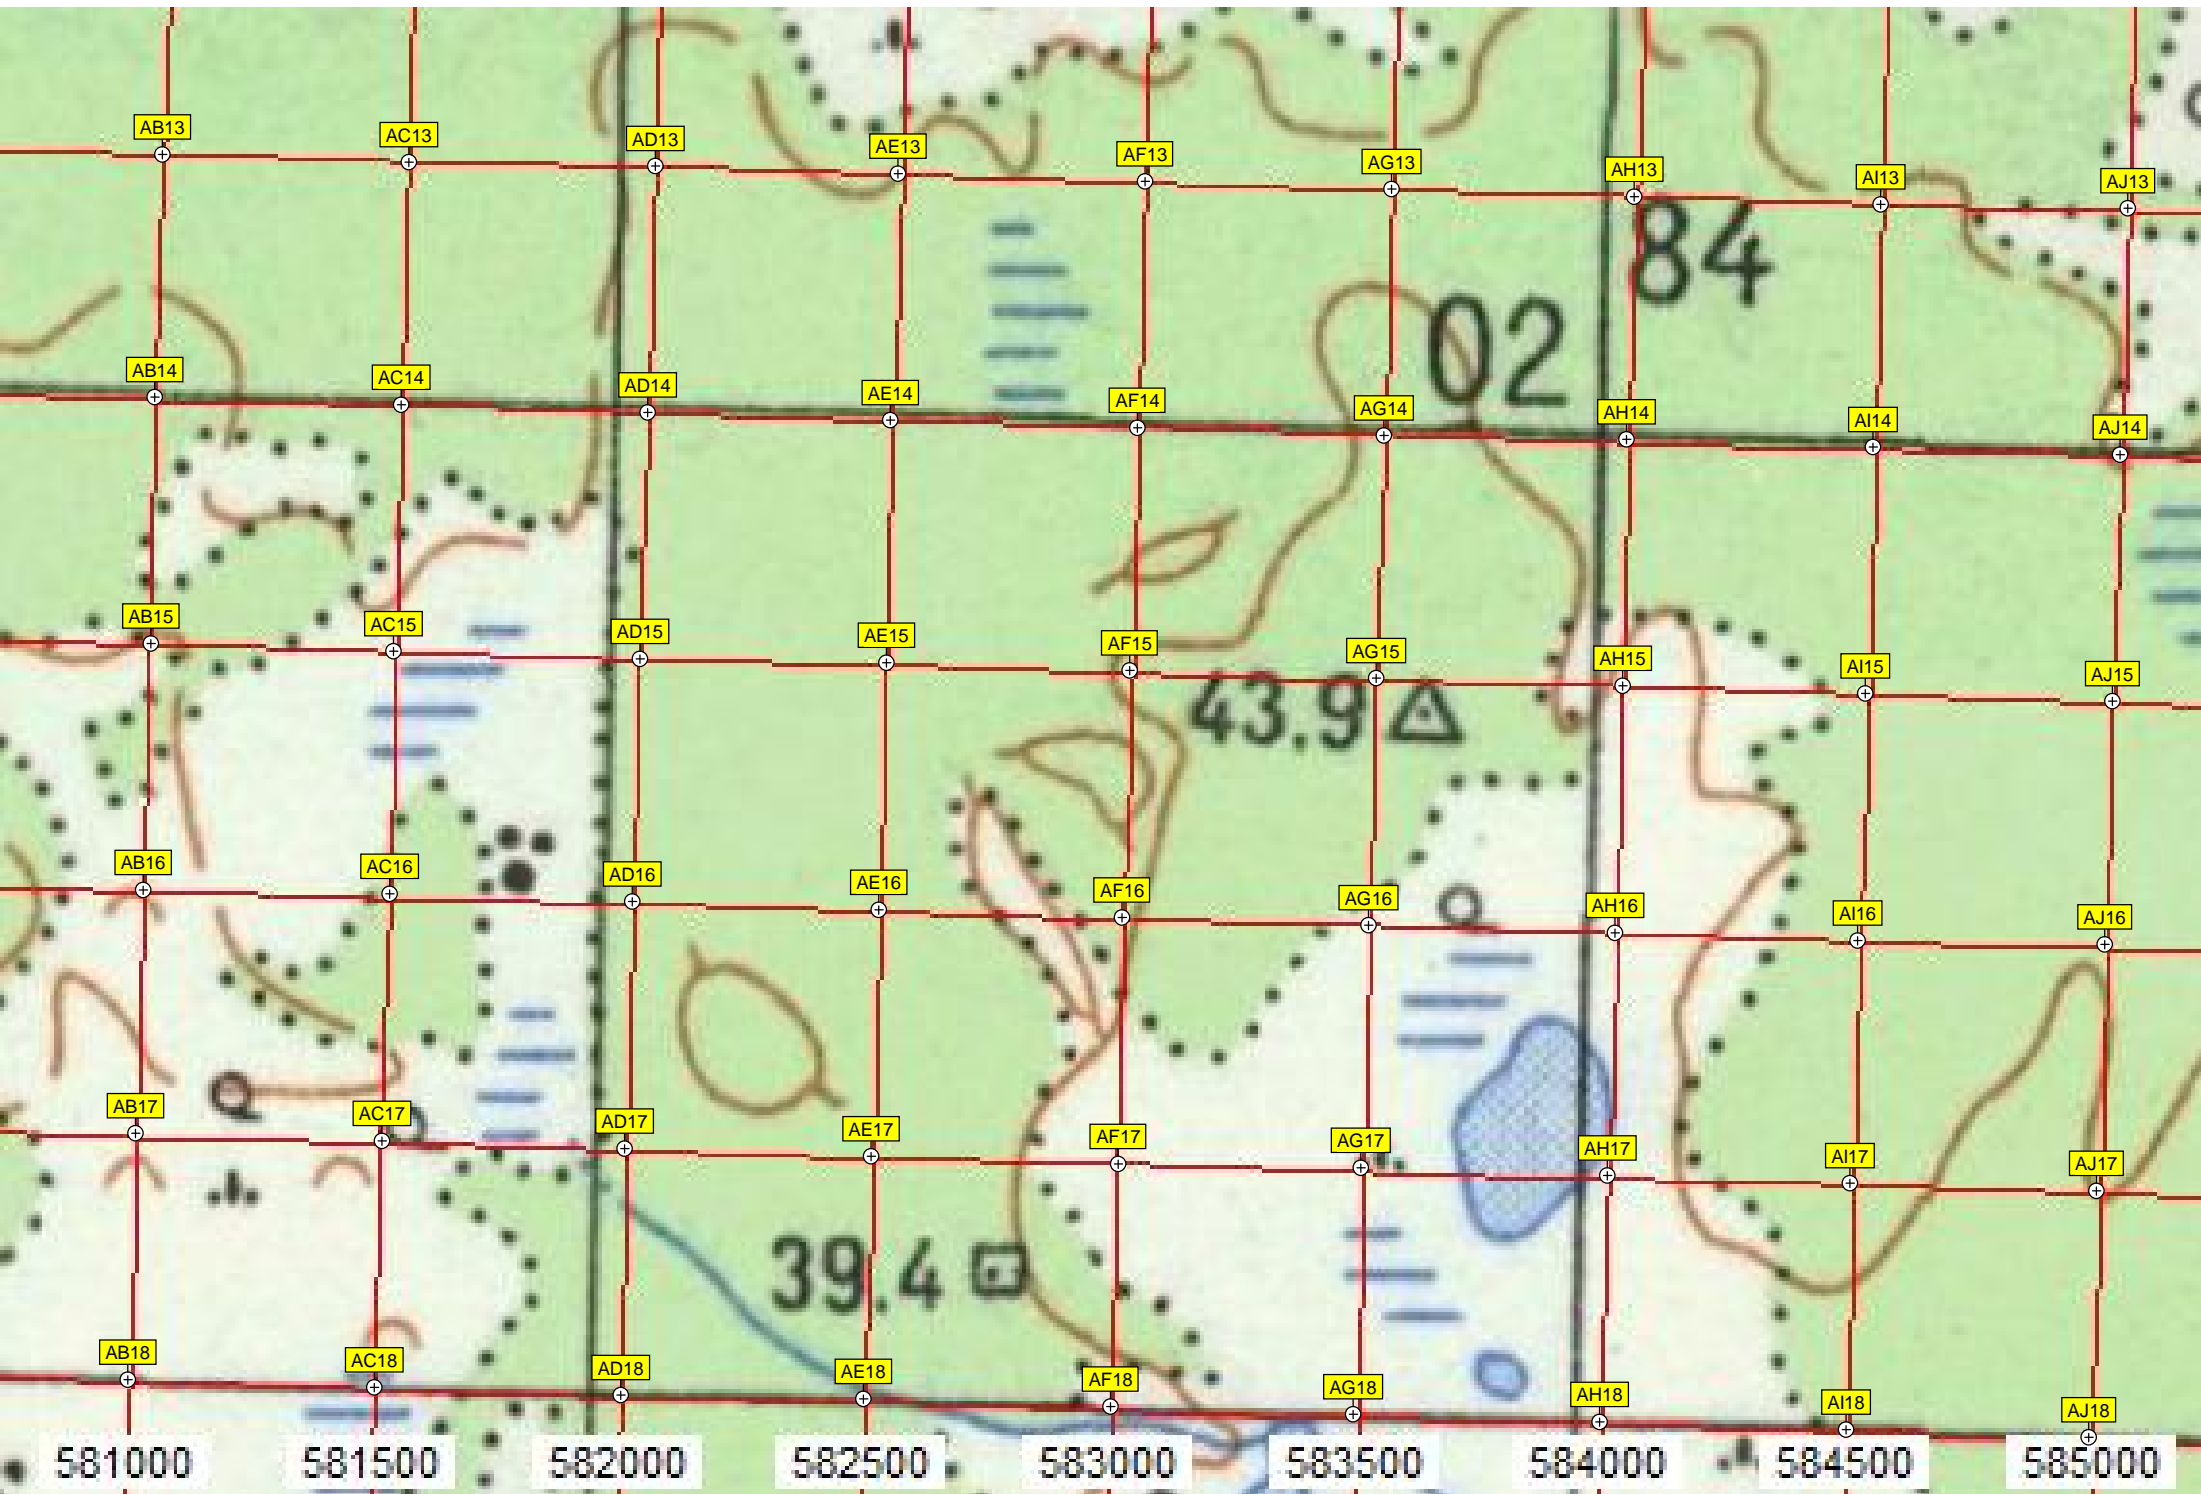 AB13 AC13 AD13 AE13 AF13 AG13 AH13 AI13 AJ13
84
02
AB14 AC14 AD14 AE14 AF14 AG14 AH14 AI14 AJ14
AB15 AC15 AD15 AE15 AF15 AG15 AH15 AI15 AJ15
43.9
AB16 AC16 AD16 AE16 AF16 AG16 AH16 AI16 AJ16
AB17 AC17 AD17 AE17 AF17 AG17 AH17 AI17 AJ17
39.4
AB18 AC18 AD18 AE18 AF18 AG18 AH18 AI18 AJ18
581000 581500 582000 582500 583000 583500 584000 584500 585000